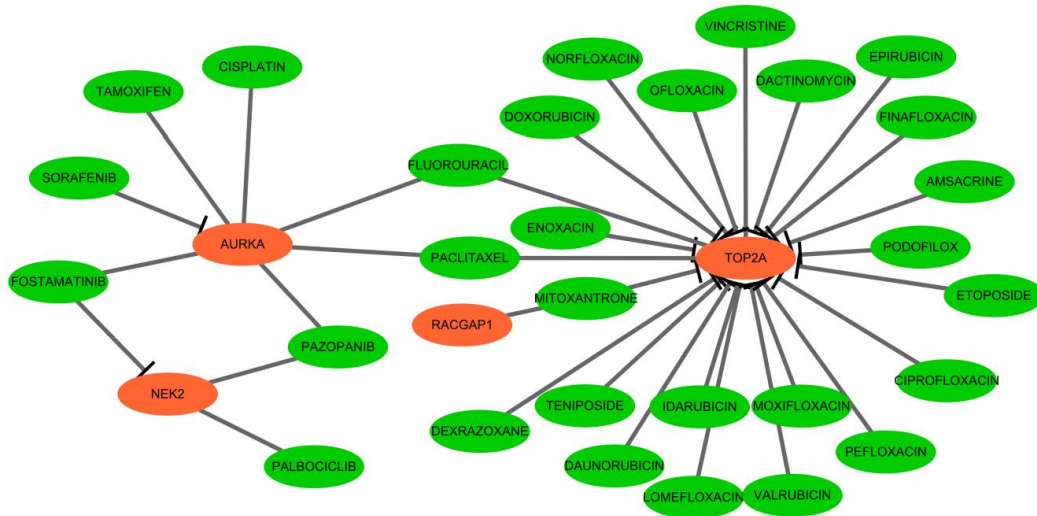 VINCRISTINE
NORFLOXACIN
EPIRUBICIN
CISPLATIN
DACTINOMYCIN
TAMOXIFEN
OFLOXACIN
DOXORUBICIN
FINAFLOXACIN
FLUOROURACIL
SORAFENIB
AMSACRINE
ENOXACIN
AURKA
PODOFILOX
PACLITAXEL
TOP2A
FOSTAMATINIB
ETOPOSIDE
MITOXANTRONE
RACGAP1
PAZOPANIB
CIPROFLOXACIN
NEK2
TENIPOSIDE
IDARUBICIN
MOXIFLOXACIN
DEXRAZOXANE
PEFLOXACIN
PALBOCICLIB
DAUNORUBICIN
LOMEFLOXACIN
VALRUBICIN